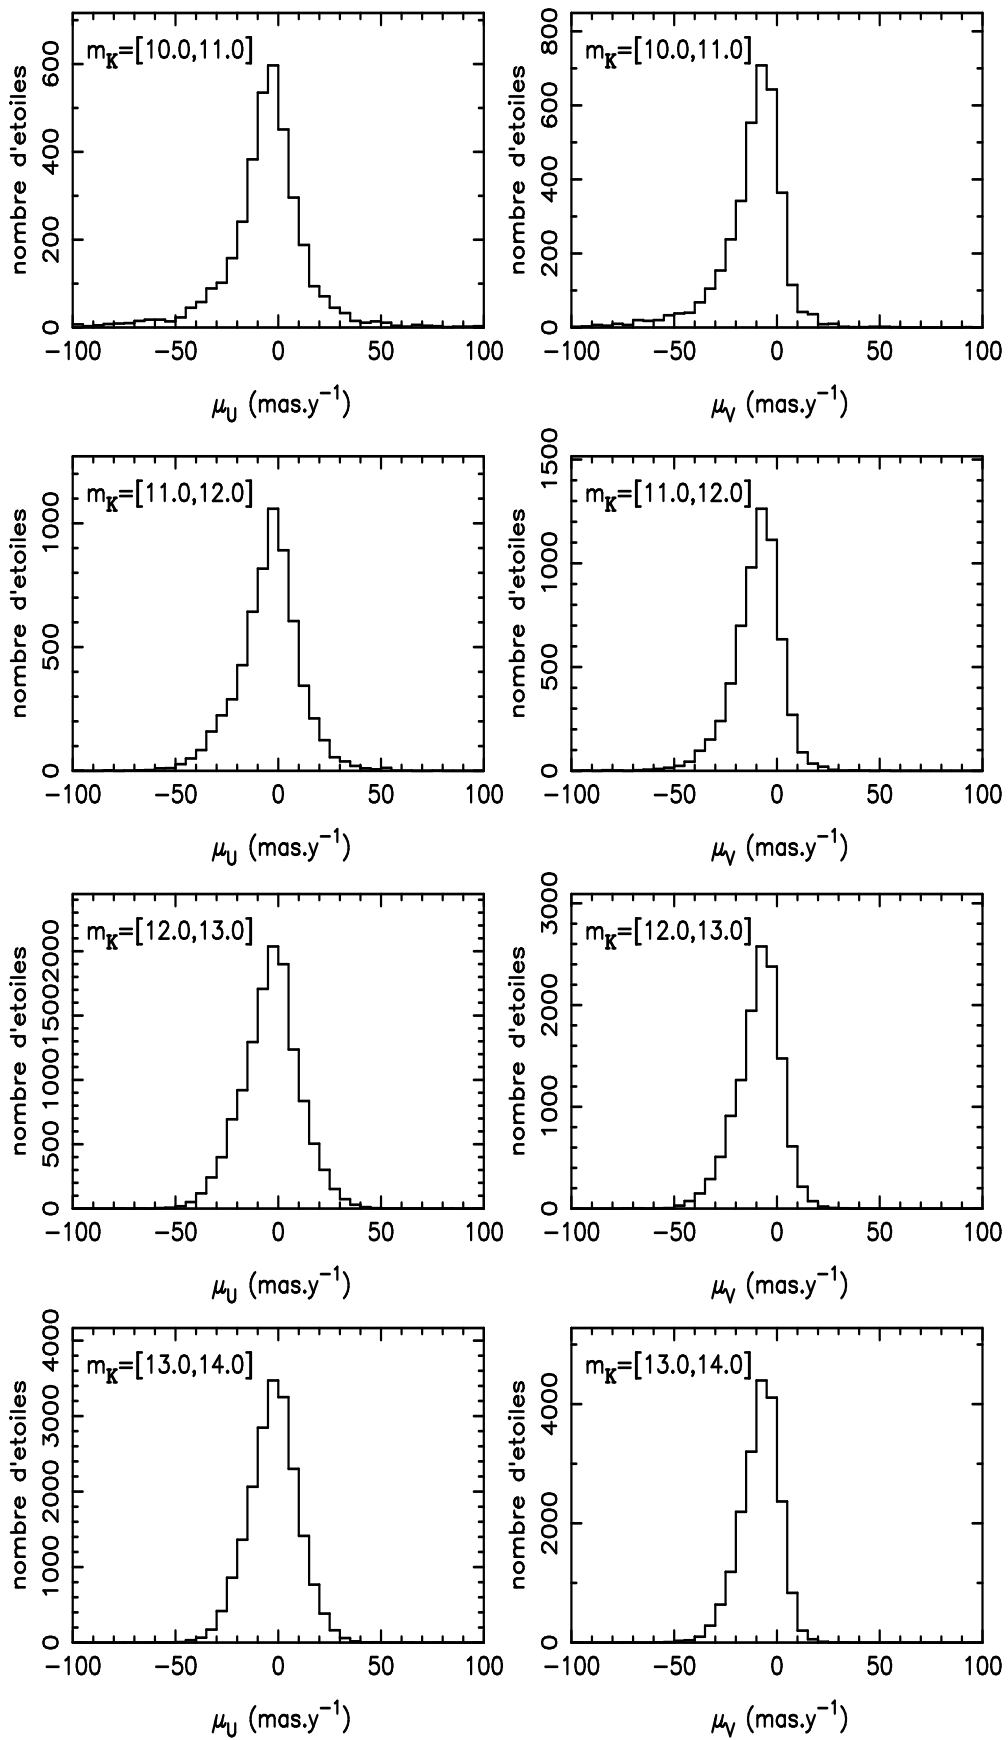 m_K=[10.0,11.0]
nombre d'etoiles
0 200 400 600
−100 −50 0 50 100
μ_U (mas.y⁻¹)
m_K=[10.0,11.0]
nombre d'etoiles
0 200 400 600 800
−100 −50 0 50 100
μ_V (mas.y⁻¹)
m_K=[11.0,12.0]
nombre d'etoiles
0 500 1000
−100 −50 0 50 100
μ_U (mas.y⁻¹)
m_K=[11.0,12.0]
nombre d'etoiles
0 500 1000 1500
−100 −50 0 50 100
μ_V (mas.y⁻¹)
m_K=[12.0,13.0]
nombre d'etoiles
0 500 1000 1500 2000
−100 −50 0 50 100
μ_U (mas.y⁻¹)
m_K=[12.0,13.0]
nombre d'etoiles
0 1000 2000 3000
−100 −50 0 50 100
μ_V (mas.y⁻¹)
m_K=[13.0,14.0]
nombre d'etoiles
0 1000 2000 3000 4000
−100 −50 0 50 100
μ_U (mas.y⁻¹)
m_K=[13.0,14.0]
nombre d'etoiles
0 2000 4000
−100 −50 0 50 100
μ_V (mas.y⁻¹)